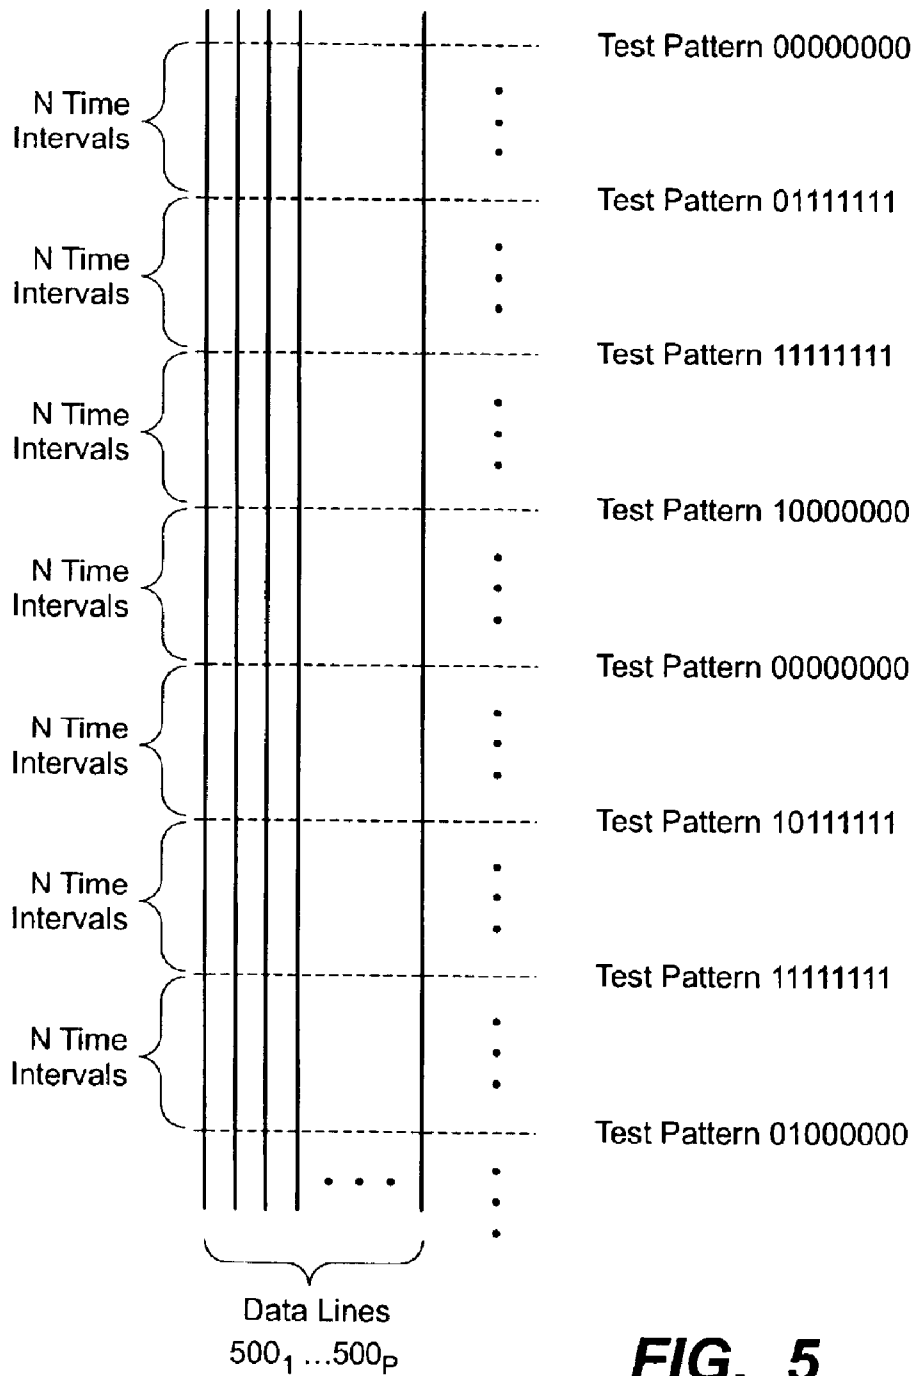 Test Pattern 00000000
N Time
Intervals
Test Pattern 01111111
N Time
Intervals
Test Pattern 11111111
N Time
Intervals
Test Pattern 10000000
N Time
Intervals
Test Pattern 00000000
N Time
Intervals
Test Pattern 10111111
N Time
Intervals
Test Pattern 11111111
N Time
Intervals
Test Pattern 01000000
Data Lines
500₁ ...500ₚ
FIG. 5